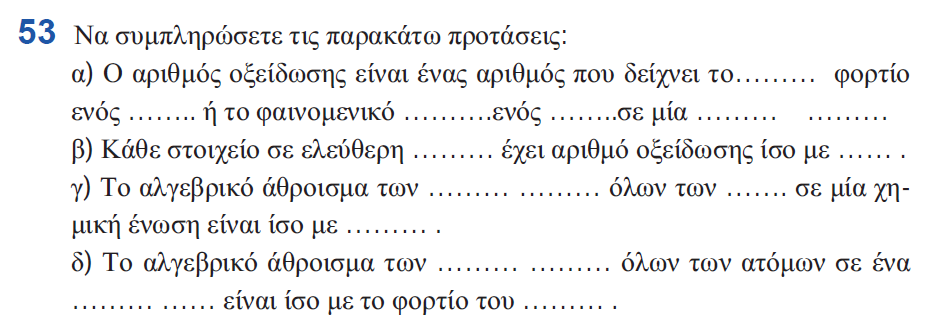 53 Να συμπληρώσετε τις παρακάτω προτάσεις:
α) Ο αριθμός οξείδωσης είναι ένας αριθμός που δείχνει το……… φορτίο
ενός …….. ή το φαινομενικό ……….ενός ……..σε μία ……… ………
β) Κάθε στοιχείο σε ελεύθερη ……… έχει αριθμό οξείδωσης ίσο με …… .
γ) Το αλγεβρικό άθροισμα των ……… ……… όλων των ……. σε μία χη-
μική ένωση είναι ίσο με ……… .
δ) Το αλγεβρικό άθροισμα των ……… ……… όλων των ατόμων σε ένα
……… …… είναι ίσο με το φορτίο του ……… .